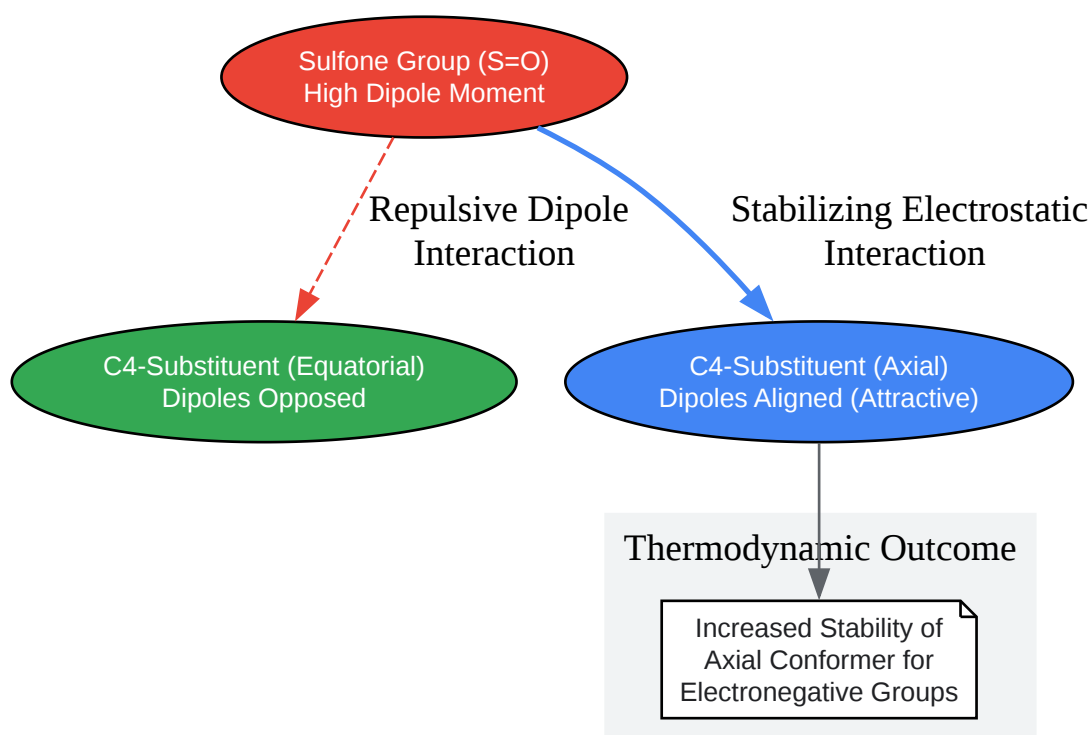 Sulfone Group (S=O)
High Dipole Moment
Repulsive Dipole
Interaction
Stabilizing Electrostatic
Interaction
C4-Substituent (Equatorial)
Dipoles Opposed
C4-Substituent (Axial)
Dipoles Aligned (Attractive)
Thermodynamic Outcome
Increased Stability of
Axial Conformer for
Electronegative Groups